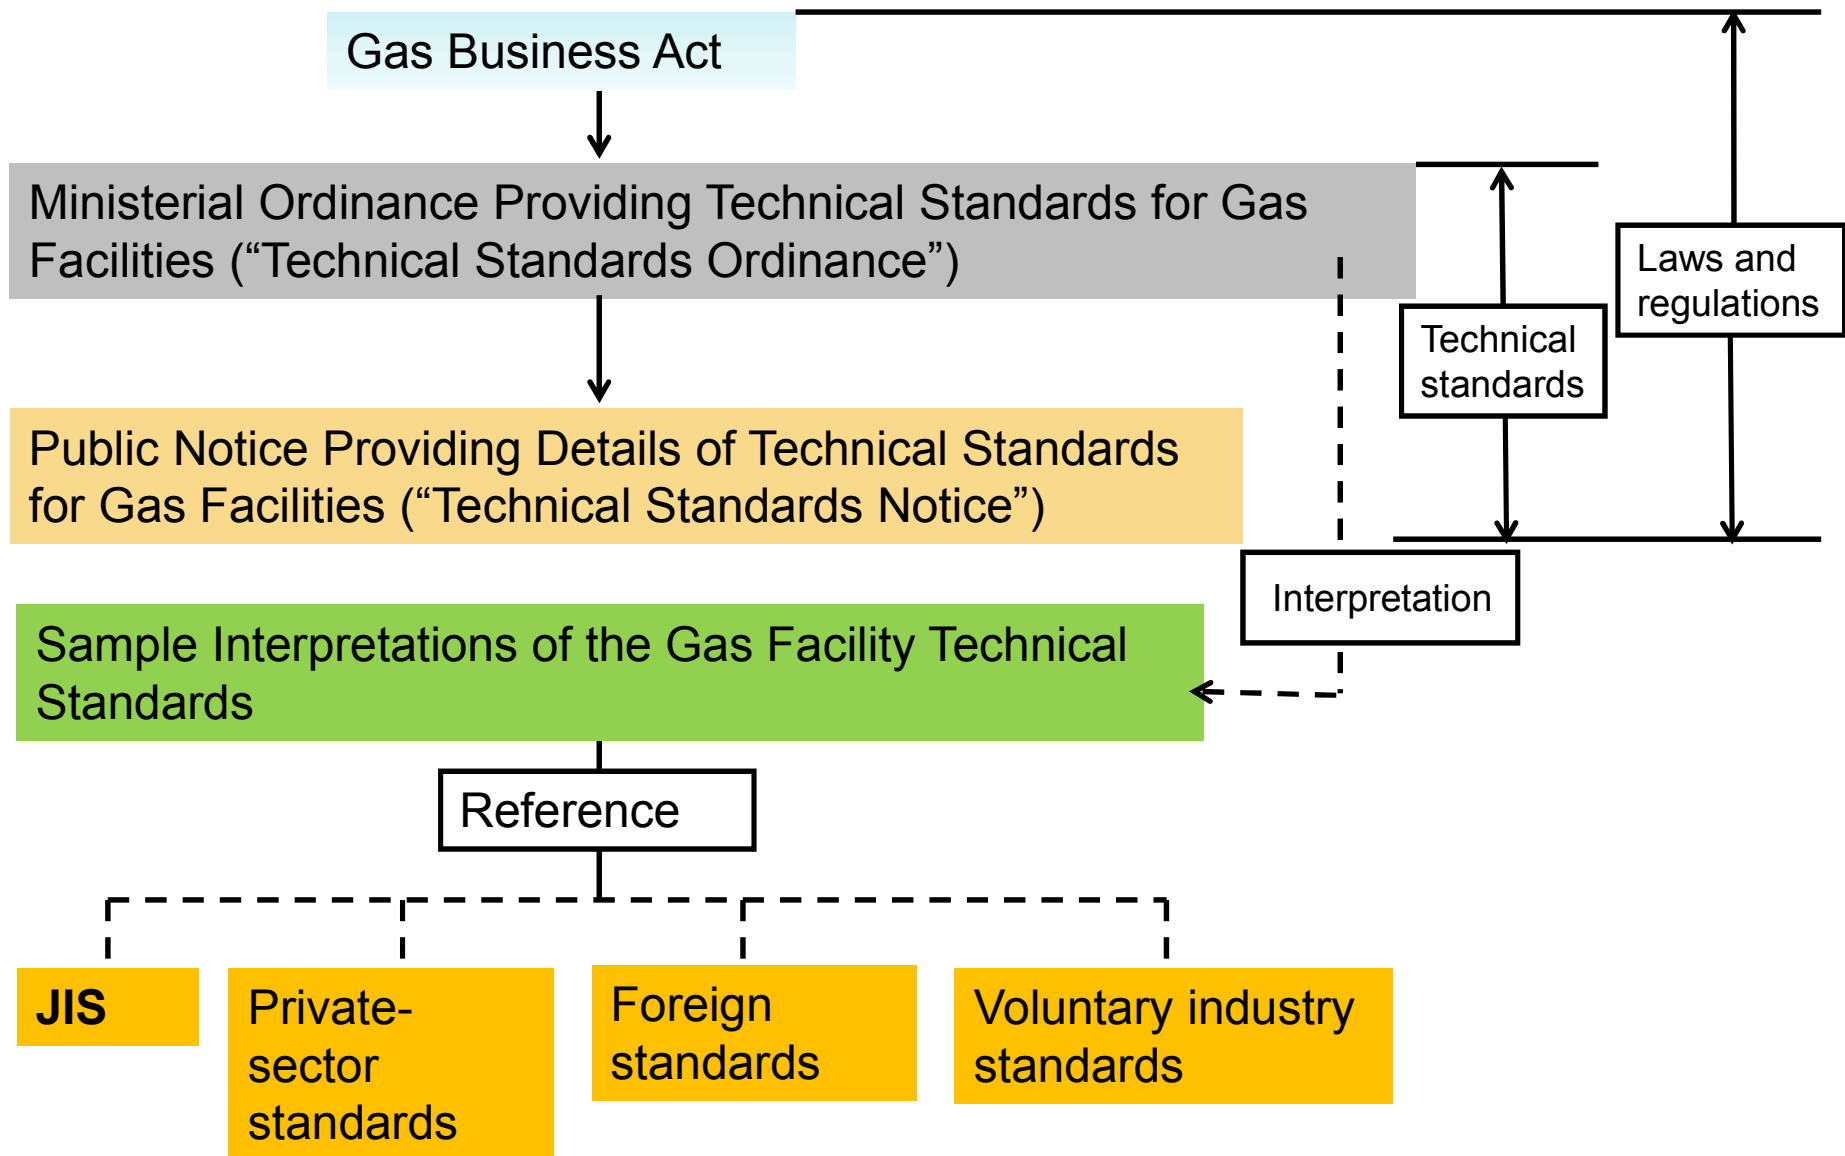 Gas Business Act
Ministerial Ordinance Providing Technical Standards for Gas
Facilities (“Technical Standards Ordinance”)
Laws and
regulations
Technical
standards
Public Notice Providing Details of Technical Standards
for Gas Facilities (“Technical Standards Notice”)
Interpretation
Sample Interpretations of the Gas Facility Technical
Standards
Reference
JIS
Private-
sector
standards
Foreign
standards
Voluntary industry
standards